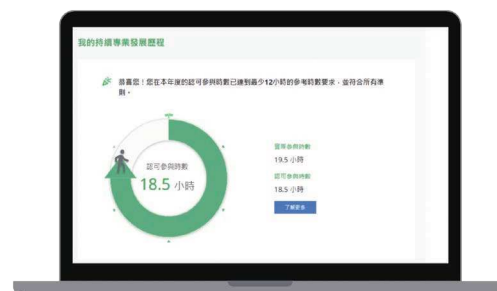 我的持續專業發展歷程
恭喜您！您在本年度的認可參與時數已達到最少12小時的參考時數要求，並符合所有準
則。
認可參與時數
18.5 小時
參與時數
19.5 小時
認可參與時數
18.5 小時
了解更多